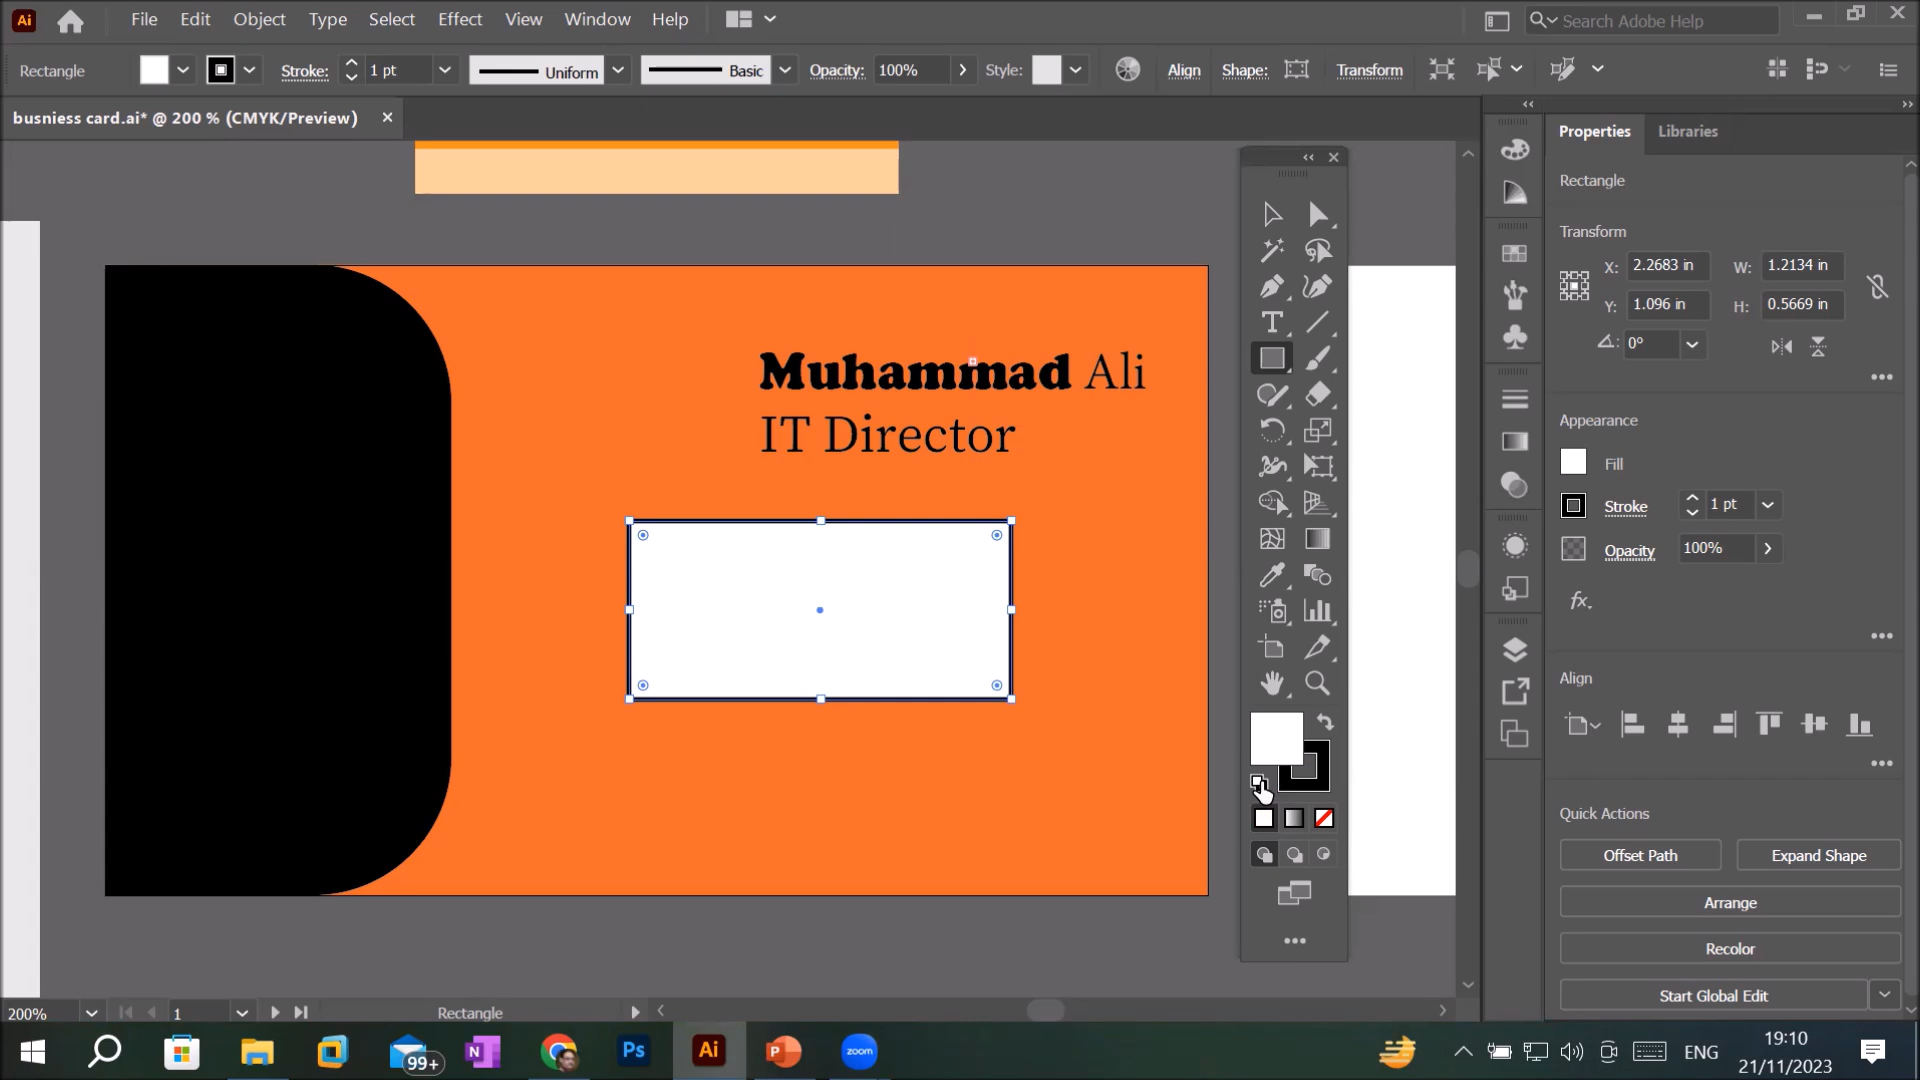 Ai File Edit Object Type Select Effect View Window Help Search Adobe Help
Rectangle Stroke: 1 pt Uniform Basic Opacity: 100% Style: Align Shape: Transform
busniess card.ai* @ 200 % (CMYK/Preview)
Properties Libraries
Rectangle
Transform
X: 2.2683 in W: 1.2134 in
Y: 1.096 in H: 0.5669 in
0°
Muhammad Ali
IT Director
Appearance
Fill
Stroke 1 pt
Opacity 100%
fx
Align
Quick Actions
Offset Path Expand Shape
Arrange
Recolor
Start Global Edit
200% 1 Rectangle
99+ Ps Ai P zoom ENG 19:10
21/11/2023